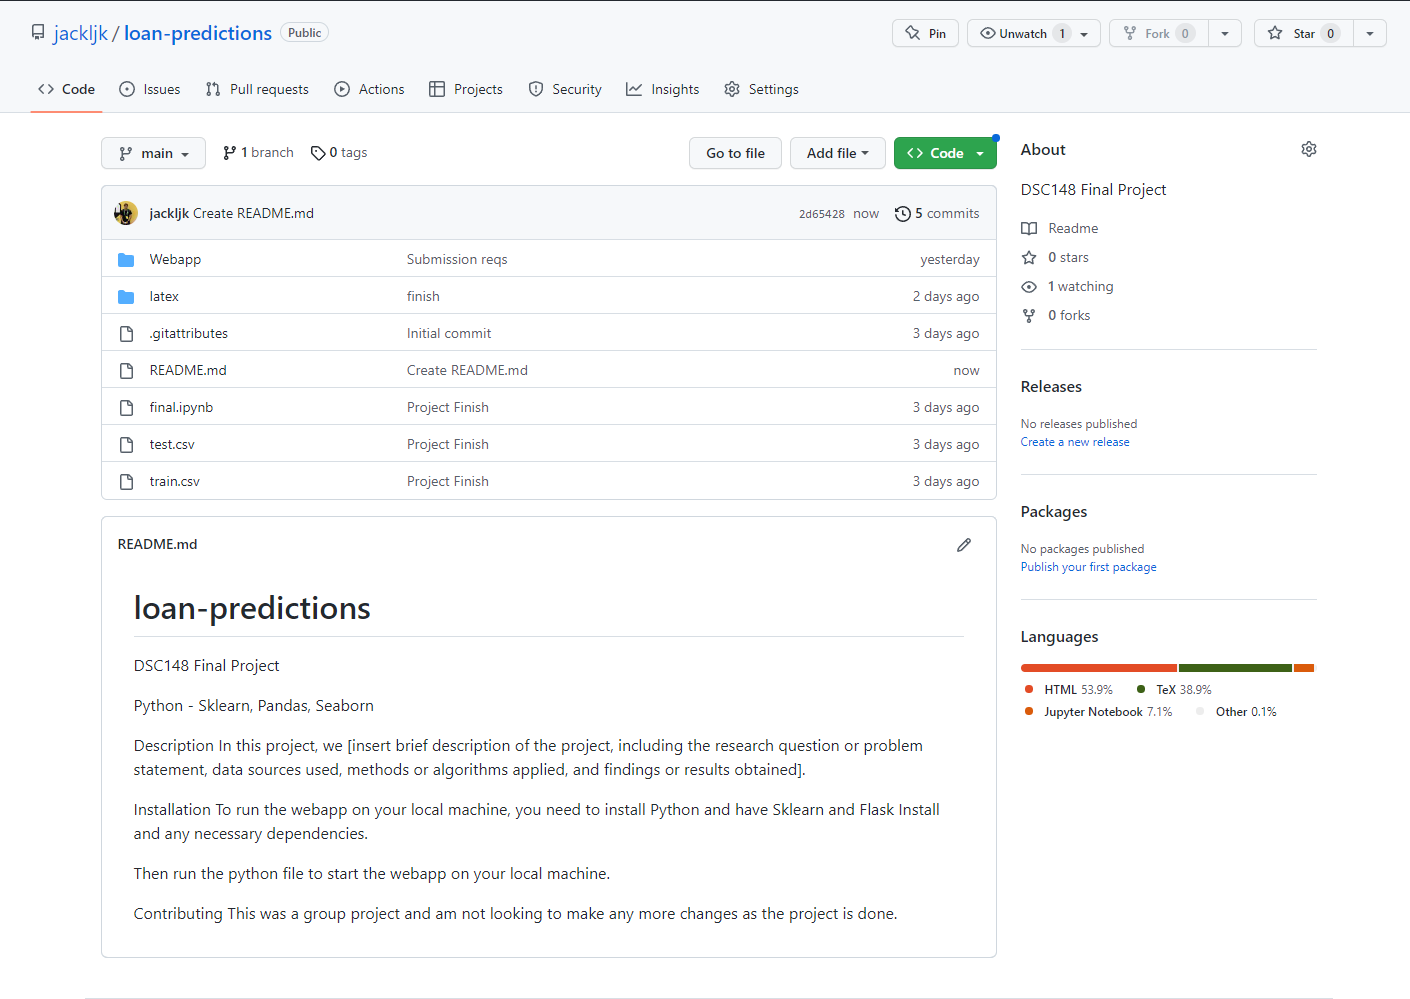 jackljk / loan-predictions Public
Pin Unwatch 1 Fork 0 Star 0
Code Issues Pull requests Actions Projects Security Insights Settings
main 1 branch 0 tags Go to file Add file Code
jackljk Create README.md 2d65428 now 5 commits
Webapp Submission reqs yesterday
latex finish 2 days ago
.gitattributes Initial commit 3 days ago
README.md Create README.md now
final.ipynb Project Finish 3 days ago
test.csv Project Finish 3 days ago
train.csv Project Finish 3 days ago
README.md
loan-predictions
DSC148 Final Project
Python - Sklearn, Pandas, Seaborn
Description In this project, we [insert brief description of the project, including the research question or problem
statement, data sources used, methods or algorithms applied, and findings or results obtained].
Installation To run the webapp on your local machine, you need to install Python and have Sklearn and Flask Install
and any necessary dependencies.
Then run the python file to start the webapp on your local machine.
Contributing This was a group project and am not looking to make any more changes as the project is done.
About
DSC148 Final Project
Readme
0 stars
1 watching
0 forks
Releases
No releases published
Create a new release
Packages
No packages published
Publish your first package
Languages
HTML 53.9% TeX 38.9%
Jupyter Notebook 7.1% Other 0.1%